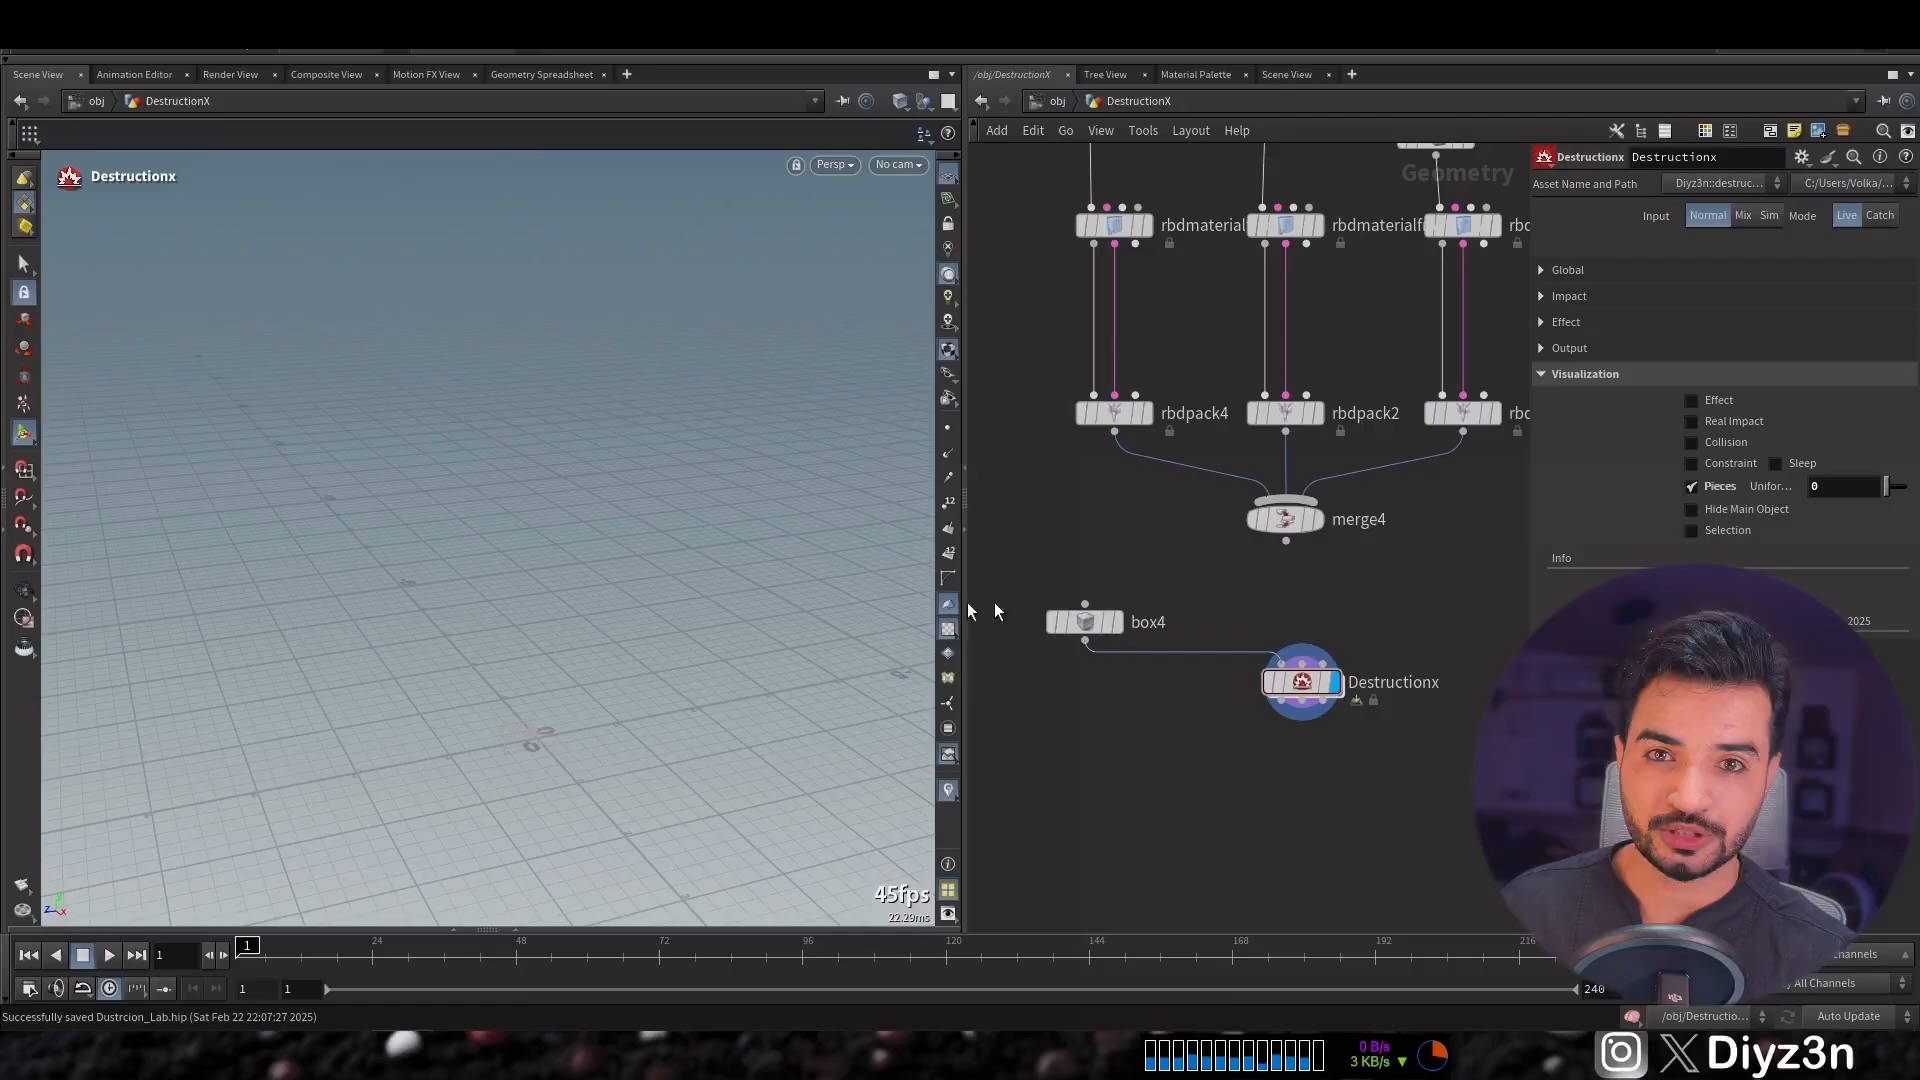 Scene View
Animation Editor
Render View
Composite View
Motion FX View
Geometry Spreadsheet
/obj/DestructionX
Tree View
Material Palette
Scene View
obj
DestructionX
obj
DestructionX
Add Edit Go View Tools Layout Help
Destructionx
Persp
No cam
Geometry
Destructionx Destructionx
Asset Name and Path Diyz3n::destruc... C:/Users/Volka/...
Input Normal Mix Sim Mode Live Catch
Global
Impact
Effect
Output
Visualization
Effect
Real Impact
Collision
Constraint Sleep
Pieces Unifor... 0
Hide Main Object
Selection
Info
2025
rbdmaterial
rbdmaterialf
rbd
rbdpack4
rbdpack2
rbd
merge4
box4
Destructionx
12
12
45fps
22.29ms
1
1
24
48
72
96
120
144
168
192
216
hannels
1
1
240
All Channels
Successfully saved Dustrcion_Lab.hip (Sat Feb 22 22:07:27 2025)
/obj/Destructio...
Auto Update
0 B/s
3 KB/s
Diyz3n